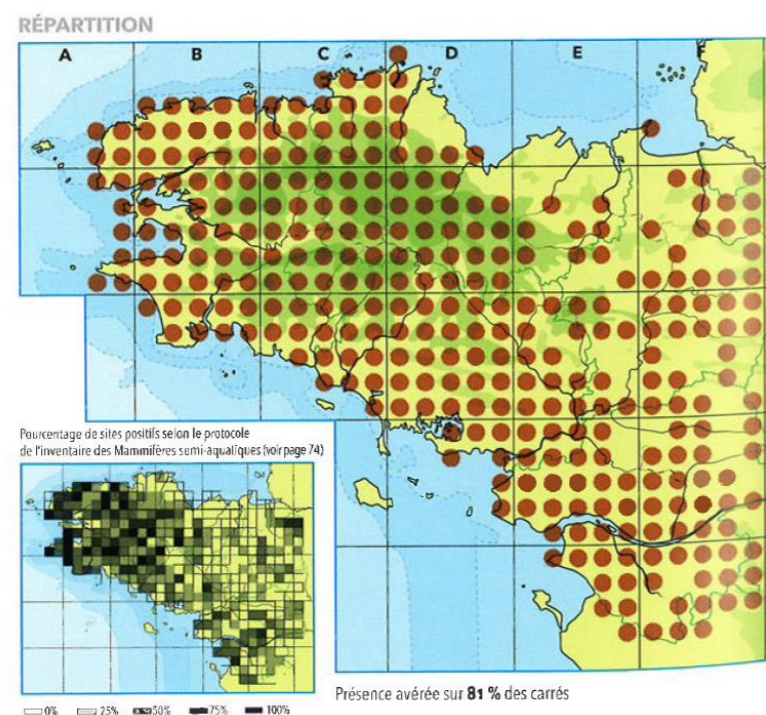 RÉPARTITION
A B C D E F
Pourcentage de sites positifs selon le protocole
de l'inventaire des Mammifères semi-aquatiques (voir page 74)
Présence avérée sur 81 % des carrés
0% 25% 50% 75% 100%